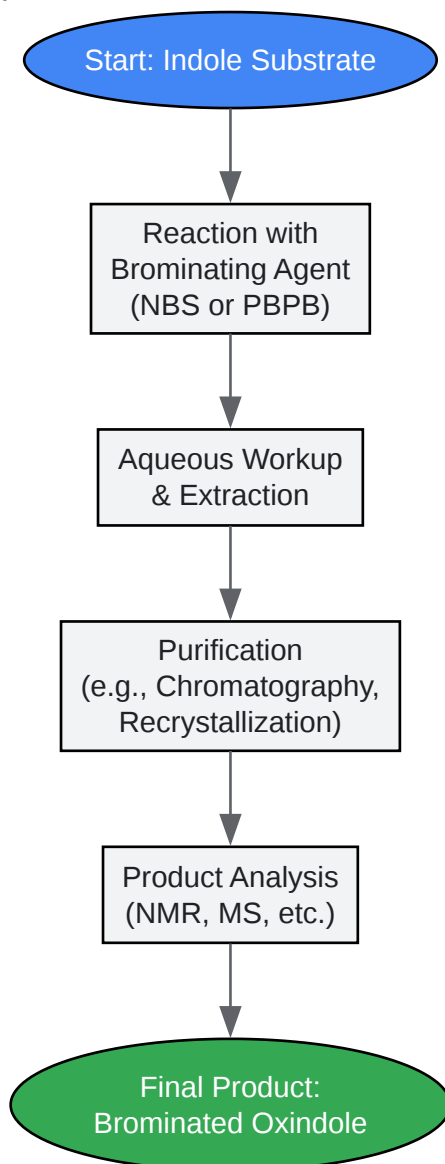 Start: Indole Substrate
Reaction with
Brominating Agent
(NBS or PBPB)
Aqueous Workup
& Extraction
Purification
(e.g., Chromatography,
Recrystallization)
Product Analysis
(NMR, MS, etc.)
Final Product:
Brominated Oxindole